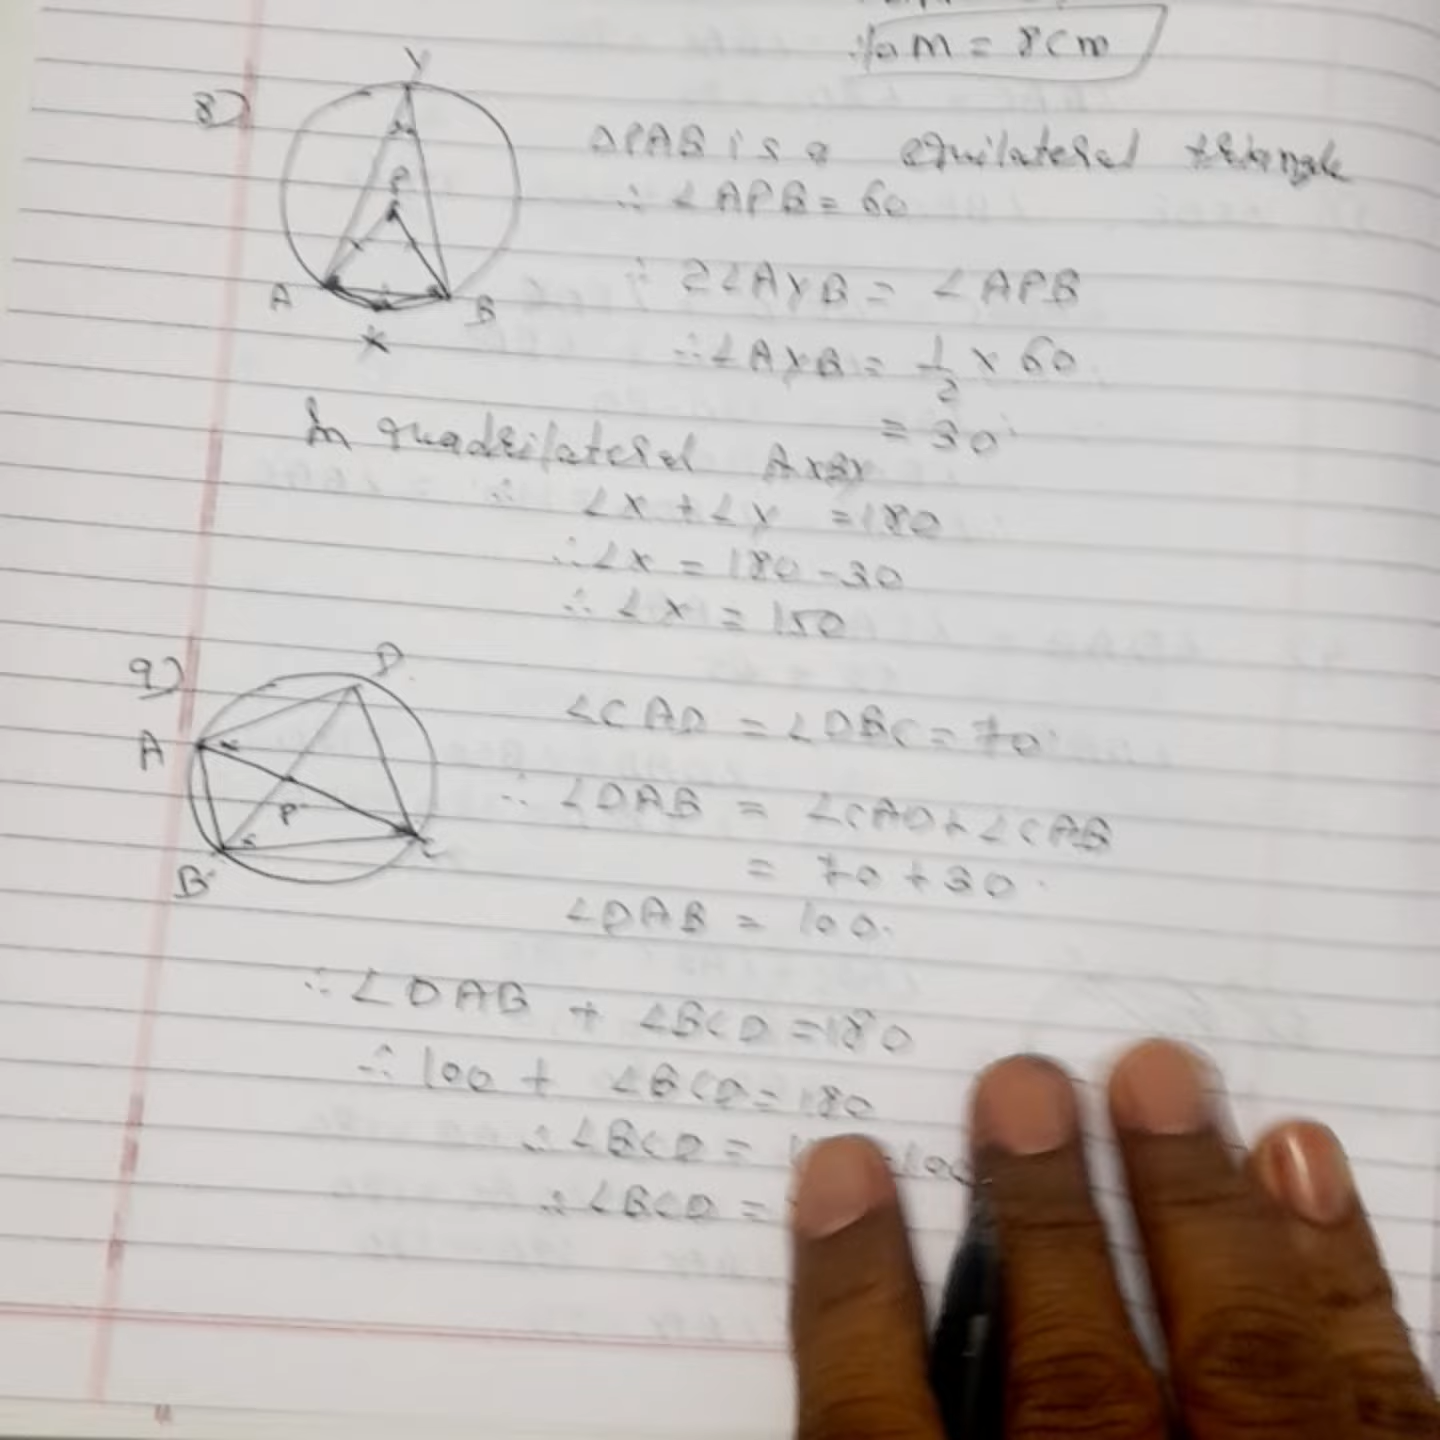 m = 8cm
8)
Y
P
A
B
X
△PAB is a equilateral triangle
∴ ∠APB = 60
∴ 2∠AYB = ∠APB
∴ ∠AYB = 1/2 × 60
= 30°
In quadrilateral AXBY
∴ ∠X + ∠Y = 180
∴ ∠X = 180 - 30
∴ ∠X = 150
9)
D
A
P
B
C
∠CAD = ∠DBC = 70°
∴ ∠DAB = ∠CAD + ∠CAB
= 70 + 30
∠DAB = 100.
∴ ∠DAB + ∠BCD = 180
∴ 100 + ∠BCD = 180
∴ ∠BCD = - 100
∴ ∠BCD =